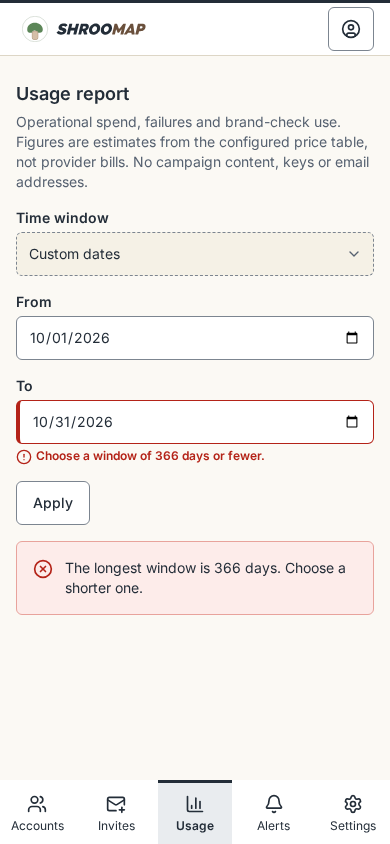 SHROOMAP
Usage report
Operational spend, failures and brand-check use.
Figures are estimates from the configured price table,
not provider bills. No campaign content, keys or email
addresses.
Time window
Custom dates
From
10/01/2026
To
10/31/2026
Choose a window of 366 days or fewer.
Apply
The longest window is 366 days. Choose a
shorter one.
Accounts Invites Usage Alerts Settings